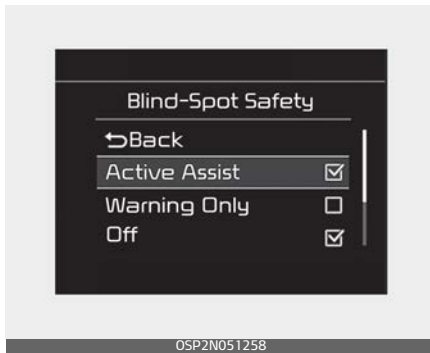 Blind-Spot Safety
Back
Active Assist
Warning Only
Off
OSP2N051258